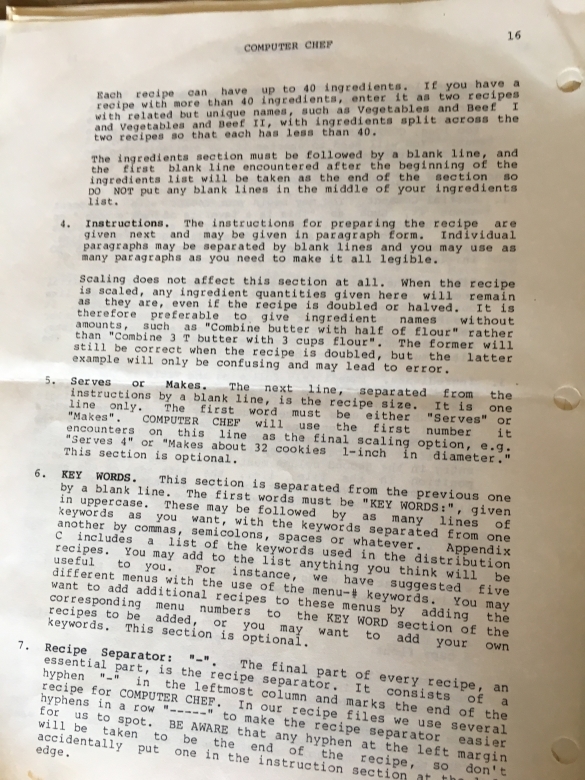 16
COMPUTER CHEF
Each recipe can have up to 40 ingredients. If you have a
recipe with more than 40 ingredients, enter it as two recipes
with related but unique names, such as Vegetables and Beef I
and Vegetables and Beef II, with ingredients split across the
two recipes so that each has less than 40.
The ingredients section must be followed by a blank line, and
the first blank line encountered after the beginning of the
ingredients list will be taken as the end of the section so
DO NOT put any blank lines in the middle of your ingredients
list.
4. Instructions. The instructions for preparing the recipe are
given next and may be given in paragraph form. Individual
paragraphs may be separated by blank lines and you may use as
many paragraphs as you need to make it all legible.
Scaling does not affect this section at all. When the recipe
is scaled, any ingredient quantities given here will remain
as they are, even if the recipe is doubled or halved. It is
therefore preferable to give ingredient names without
amounts, such as "Combine butter with half of flour" rather
than "Combine 3 T butter with 3 cups flour". The former will
still be correct when the recipe is doubled, but the latter
example will only be confusing and may lead to error.
5. Serves or Makes. The next line, separated from the
instructions by a blank line, is the recipe size. It is one
line only. The first word must be either "Serves" or
"Makes". COMPUTER CHEF will use the first number it
encounters on this line as the final scaling option, e.g.
"Serves 4" or "Makes about 32 cookies 1-inch in diameter."
This section is optional.
6. KEY WORDS. This section is separated from the previous one
by a blank line. The first words must be "KEY WORDS:", given
in uppercase. These may be followed by as many lines of
keywords as you want, with the keywords separated from one
another by commas, semicolons, spaces or whatever. Appendix
C includes a list of the keywords used in the distribution
recipes. You may add to the list anything you think will be
useful to you. For instance, we have suggested five
different menus with the use of the menu-# keywords. You may
want to add additional recipes to these menus by adding the
corresponding menu numbers to the KEY WORD section of the
recipes to be added, or you may want to add your own
keywords. This section is optional.
7. Recipe Separator: "-". The final part of every recipe, an
essential part, is the recipe separator. It consists of a
hyphen "-" in the leftmost column and marks the end of the
recipe for COMPUTER CHEF. In our recipe files we use several
hyphens in a row "-----" to make the recipe separator easier
for us to spot. BE AWARE that any hyphen at the left margin
will be taken to be the end of the recipe, so don't
accidentally put one in the instruction section at the
edge.